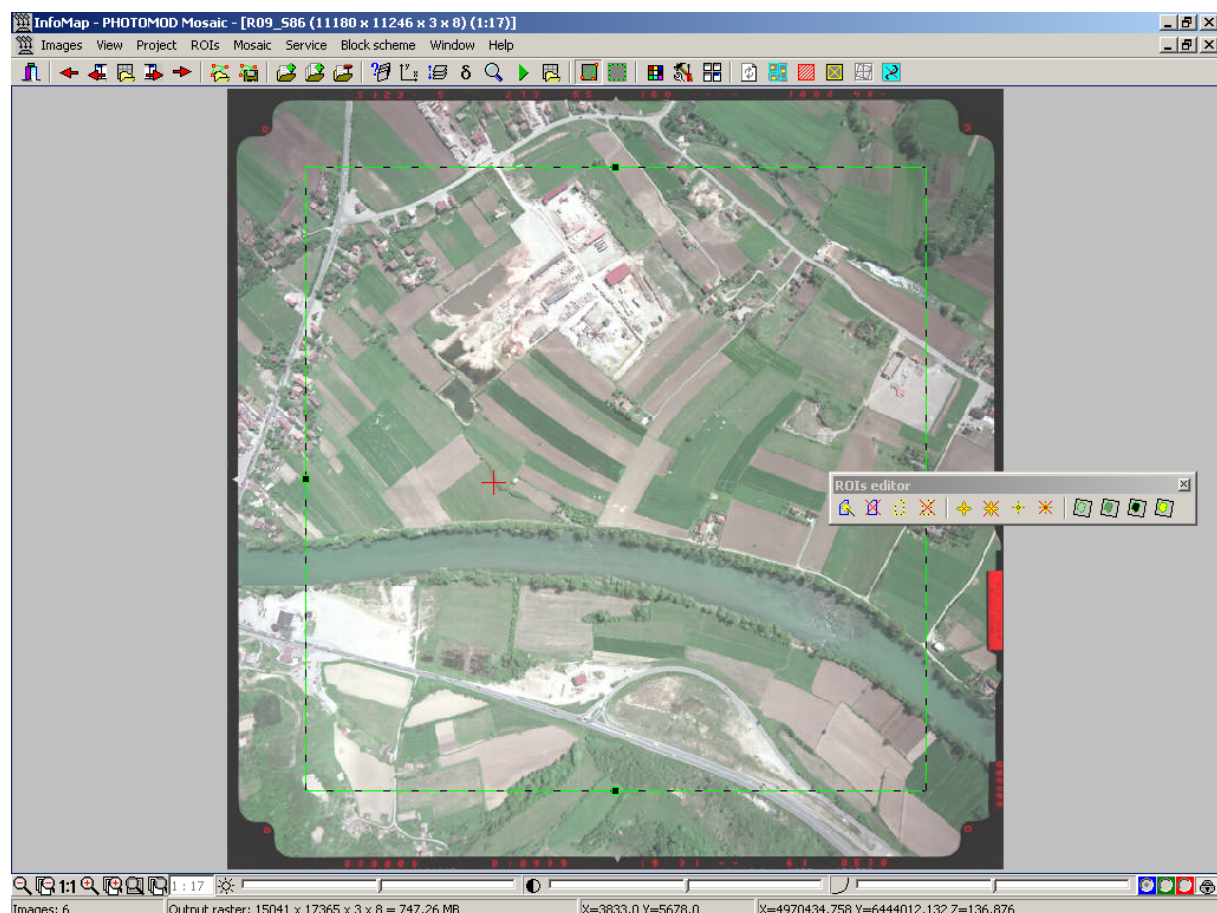 InfoMap - PHOTOMOD Mosaic - [R09_S86 (11180 x 11246 x 3 x 8) (1:17)]
Images View Project ROIs Mosaic Service Block scheme Window Help
ROIs editor
1:1 1 : 17
Images: 6 Output raster: 15041 x 17365 x 3 x 8 = 747.26 MB X=3833.0 Y=5678.0 X=4970434.758 Y=6444012.132 Z=136.876